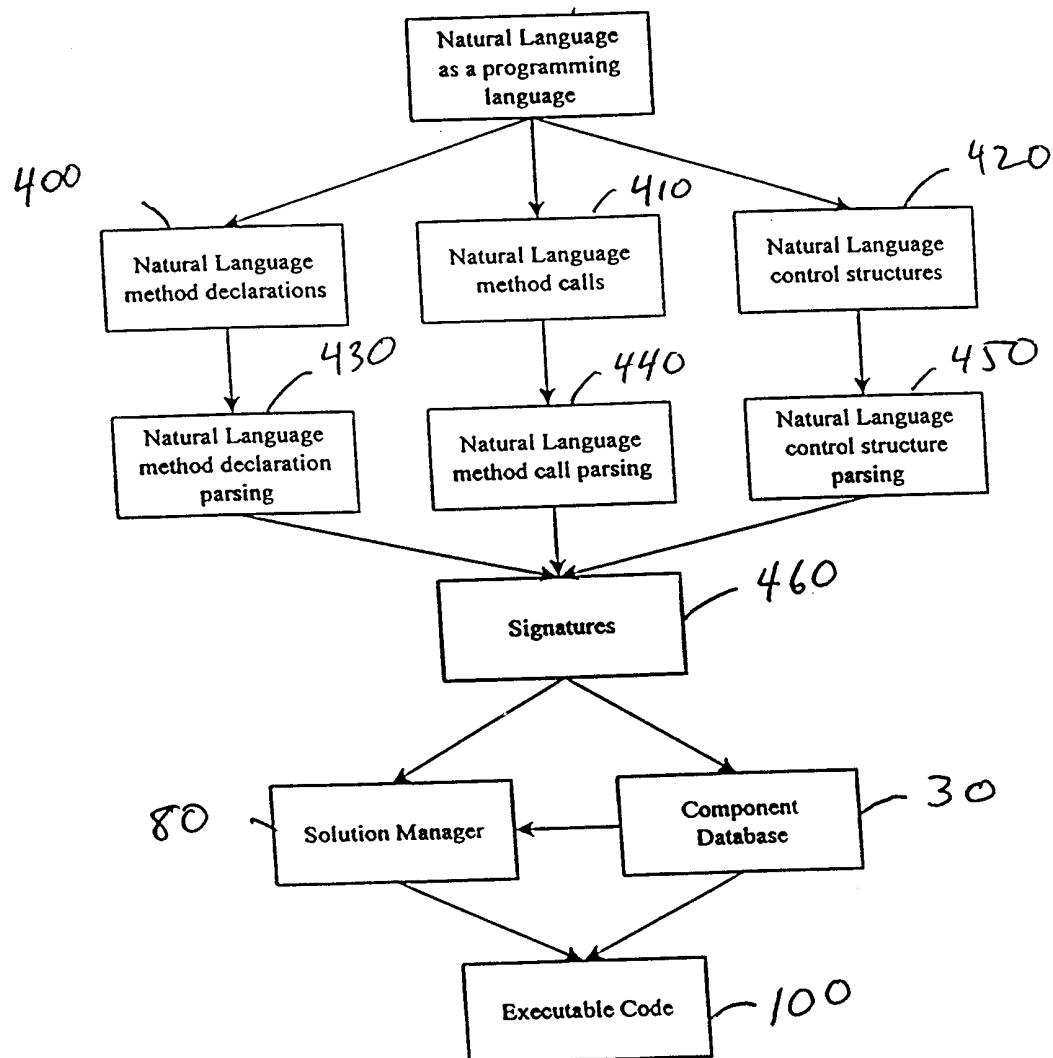 Natural Language
as a programming
language
400
410
420
Natural Language
method declarations
Natural Language
method calls
Natural Language
control structures
430
440
450
Natural Language
method declaration
parsing
Natural Language
method call parsing
Natural Language
control structure
parsing
460
Signatures
80
Solution Manager
Component
Database
30
Executable Code
100